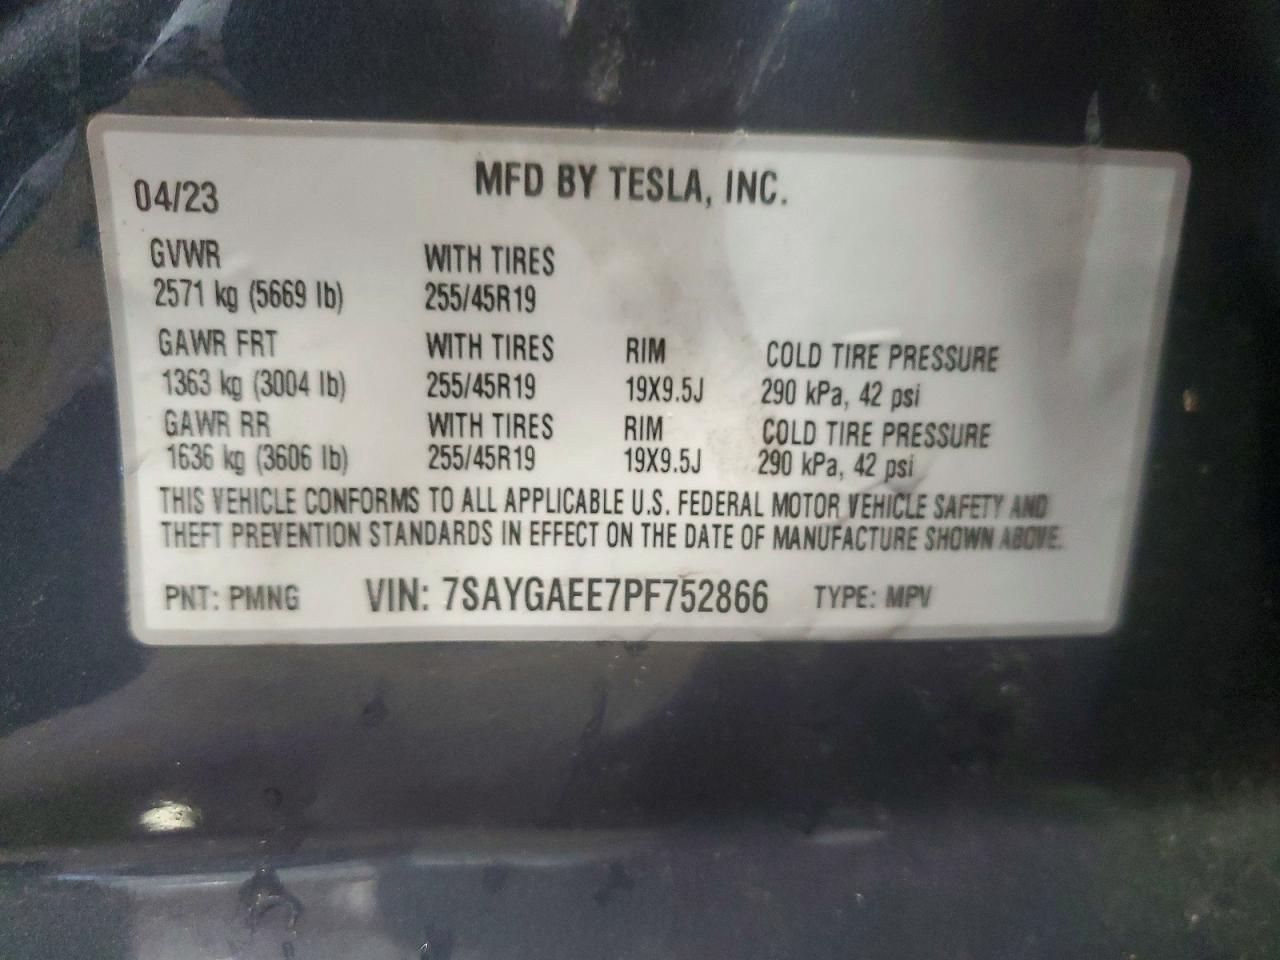 MFD BY TESLA, INC.
04/23
GVWR WITH TIRES
2571 kg (5669 lb) 255/45R19
GAWR FRT WITH TIRES RIM COLD TIRE PRESSURE
1363 kg (3004 lb) 255/45R19 19X9.5J 290 kPa, 42 psi
GAWR RR WITH TIRES RIM COLD TIRE PRESSURE
1636 kg (3606 lb) 255/45R19 19X9.5J 290 kPa, 42 psi
THIS VEHICLE CONFORMS TO ALL APPLICABLE U.S. FEDERAL MOTOR VEHICLE SAFETY AND
THEFT PREVENTION STANDARDS IN EFFECT ON THE DATE OF MANUFACTURE SHOWN ABOVE.
PNT: PMNG VIN: 7SAYGAEE7PF752866 TYPE: MPV